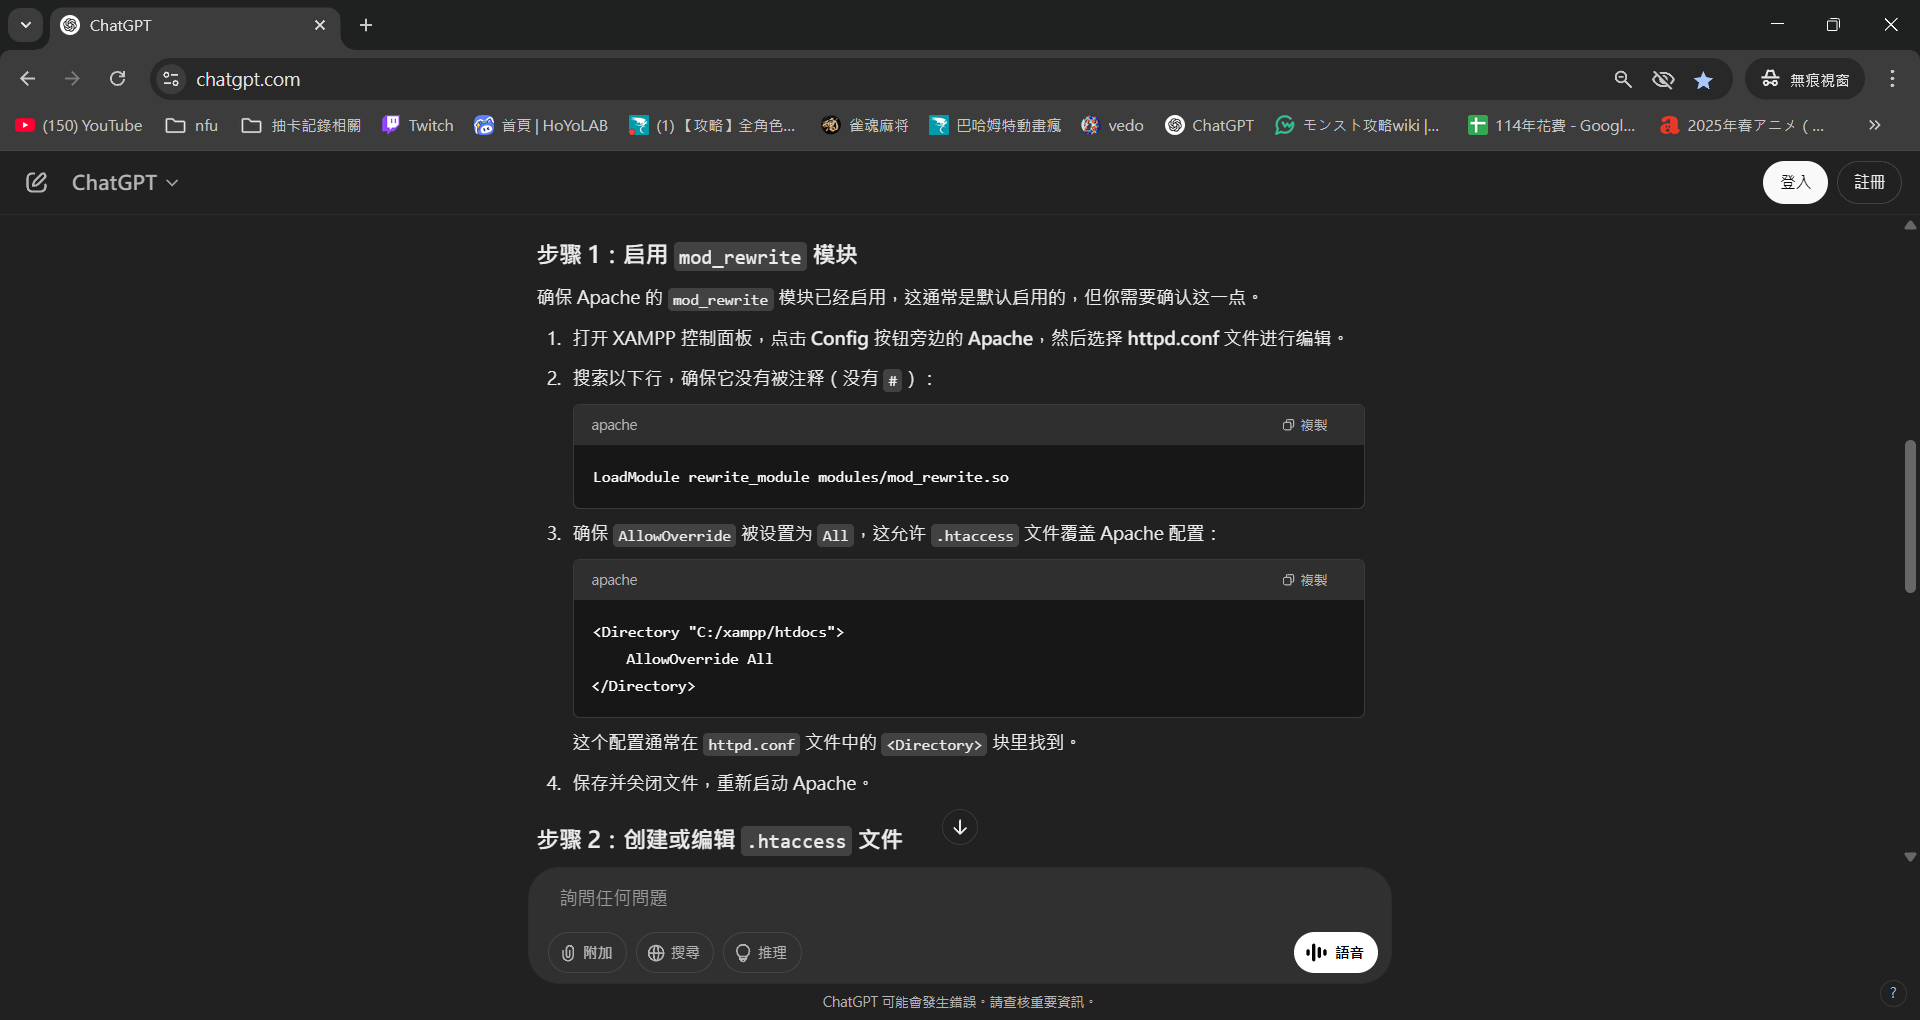 ChatGPT
chatgpt.com
無痕視窗
(150) YouTube
nfu
抽卡記錄相關
Twitch
首頁 | HoYoLAB
(1) 【攻略】全角色...
雀魂麻将
巴哈姆特動畫瘋
vedo
ChatGPT
モンスト攻略wiki |...
114年花費 - Googl...
2025年春アニメ ( ...
ChatGPT
登入
註冊
步骤 1：启用 mod_rewrite 模块
确保 Apache 的 mod_rewrite 模块已经启用，这通常是默认启用的，但你需要确认这一点。
1. 打开 XAMPP 控制面板，点击 Config 按钮旁边的 Apache，然后选择 httpd.conf 文件进行编辑。
2. 搜索以下行，确保它没有被注释（没有 #）：
apache
複製
LoadModule rewrite_module modules/mod_rewrite.so
3. 确保 AllowOverride 被设置为 All，这允许 .htaccess 文件覆盖 Apache 配置：
apache
複製
<Directory "C:/xampp/htdocs">
    AllowOverride All
</Directory>
这个配置通常在 httpd.conf 文件中的 <Directory> 块里找到。
4. 保存并关闭文件，重新启动 Apache。
步骤 2：创建或编辑 .htaccess 文件
詢問任何問題
附加
搜尋
推理
語音
ChatGPT 可能會發生錯誤。請查核重要資訊。
?